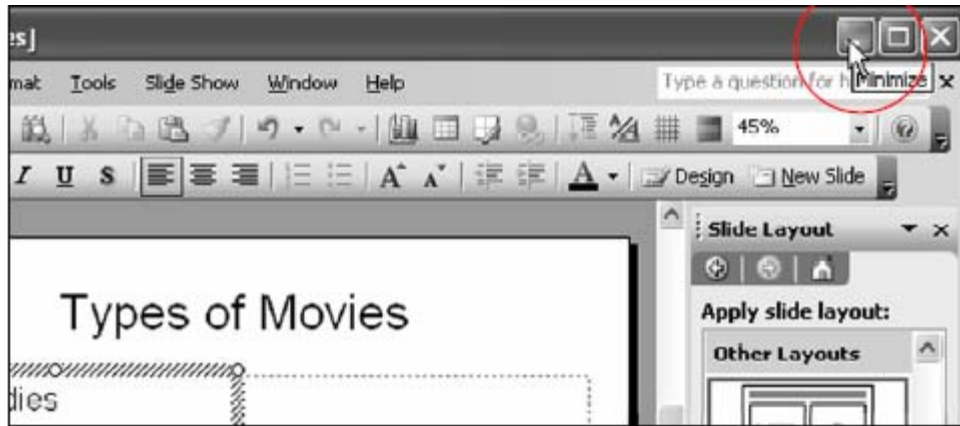 es]
mat Tools Slide Show Window Help Type a question for h Minimize
45%
I U S A A A Design New Slide
Slide Layout
Types of Movies
Apply slide layout:
Other Layouts
dies